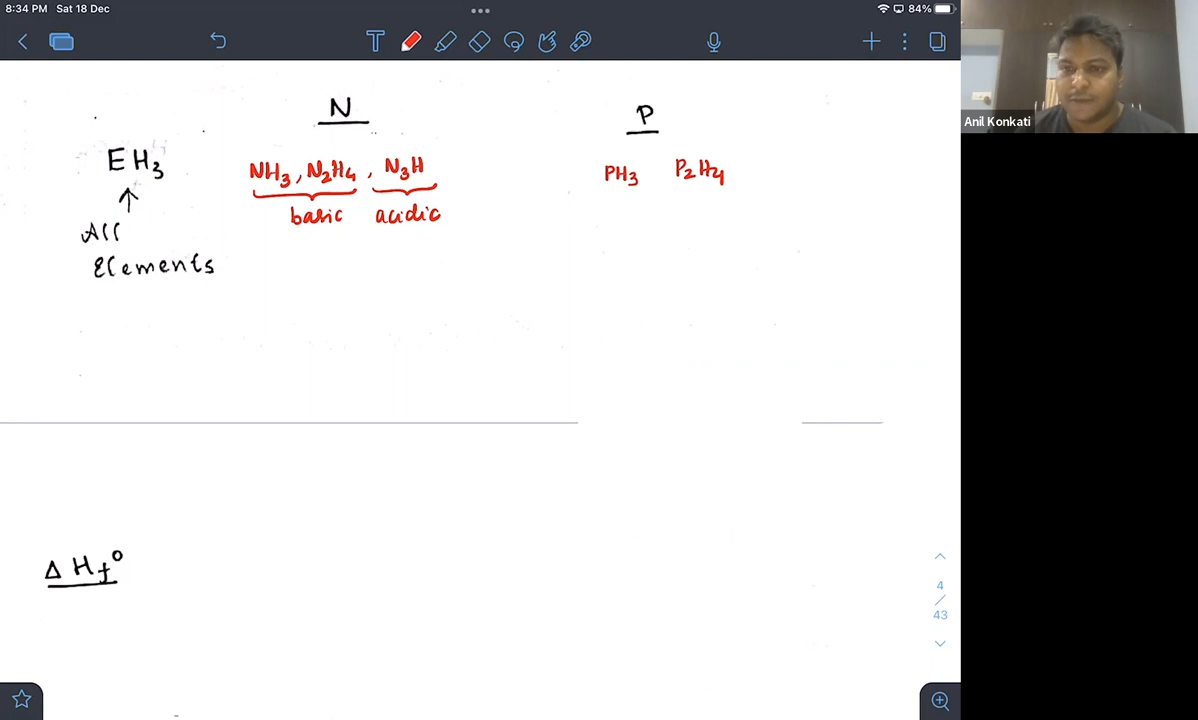 8:34 PM Sat 18 Dec
84%
T
Anil Konkati
N
P
EH3
NH3, N2H4, N3H
PH3 P2H4
basic acidic
All
Elements
Δ Hf°
4
/
43